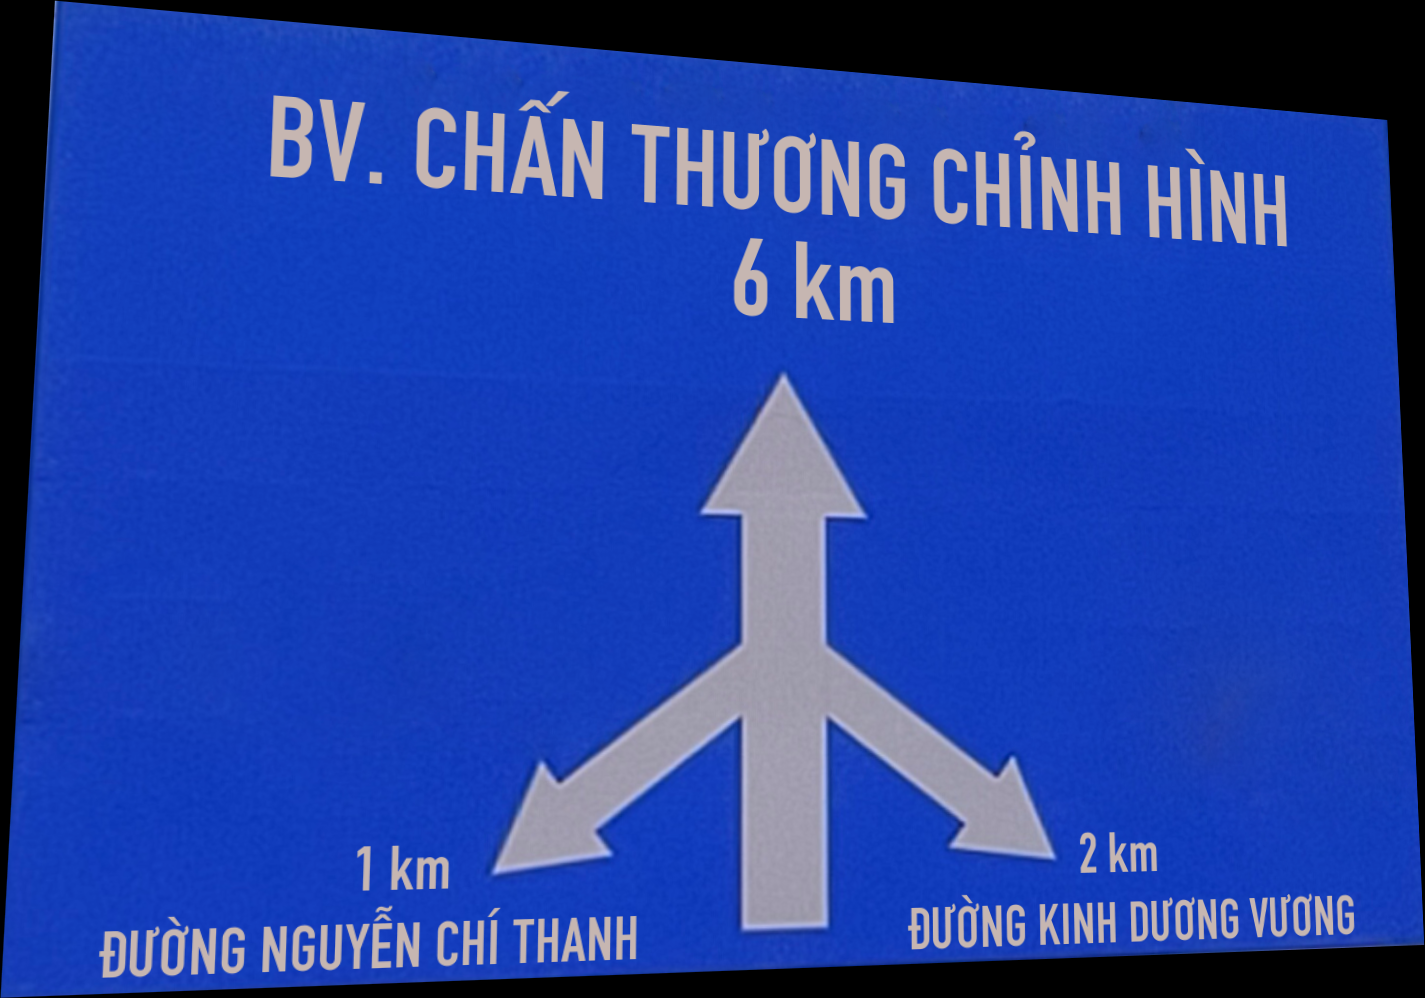 BV. CHẤN THƯƠNG CHỈNH HÌNH
6 km
1 km
ĐƯỜNG NGUYỄN CHÍ THANH
2 km
ĐƯỜNG KINH DƯƠNG VƯƠNG